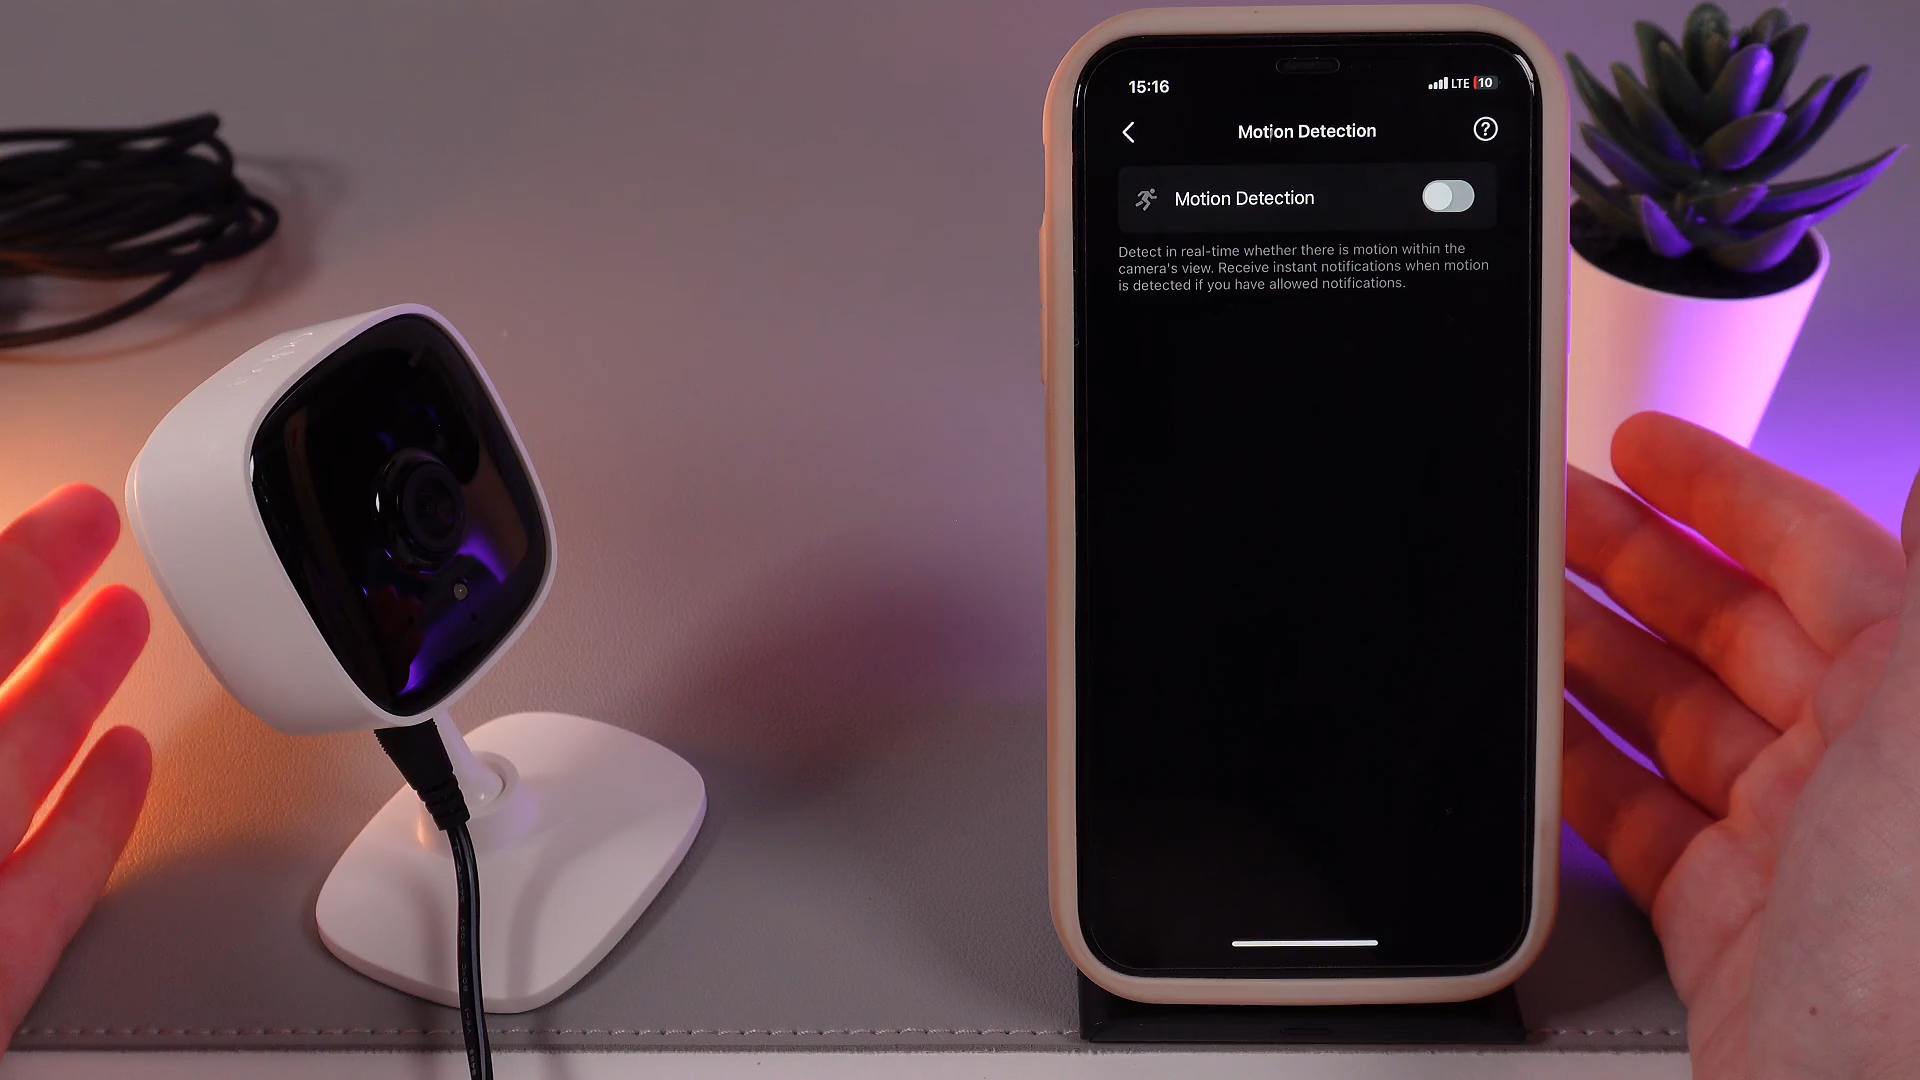 15:16
LTE 10
Motion Detection
Motion Detection
Detect in real-time whether there is motion within the
camera's view. Receive instant notifications when motion
is detected if you have allowed notifications.